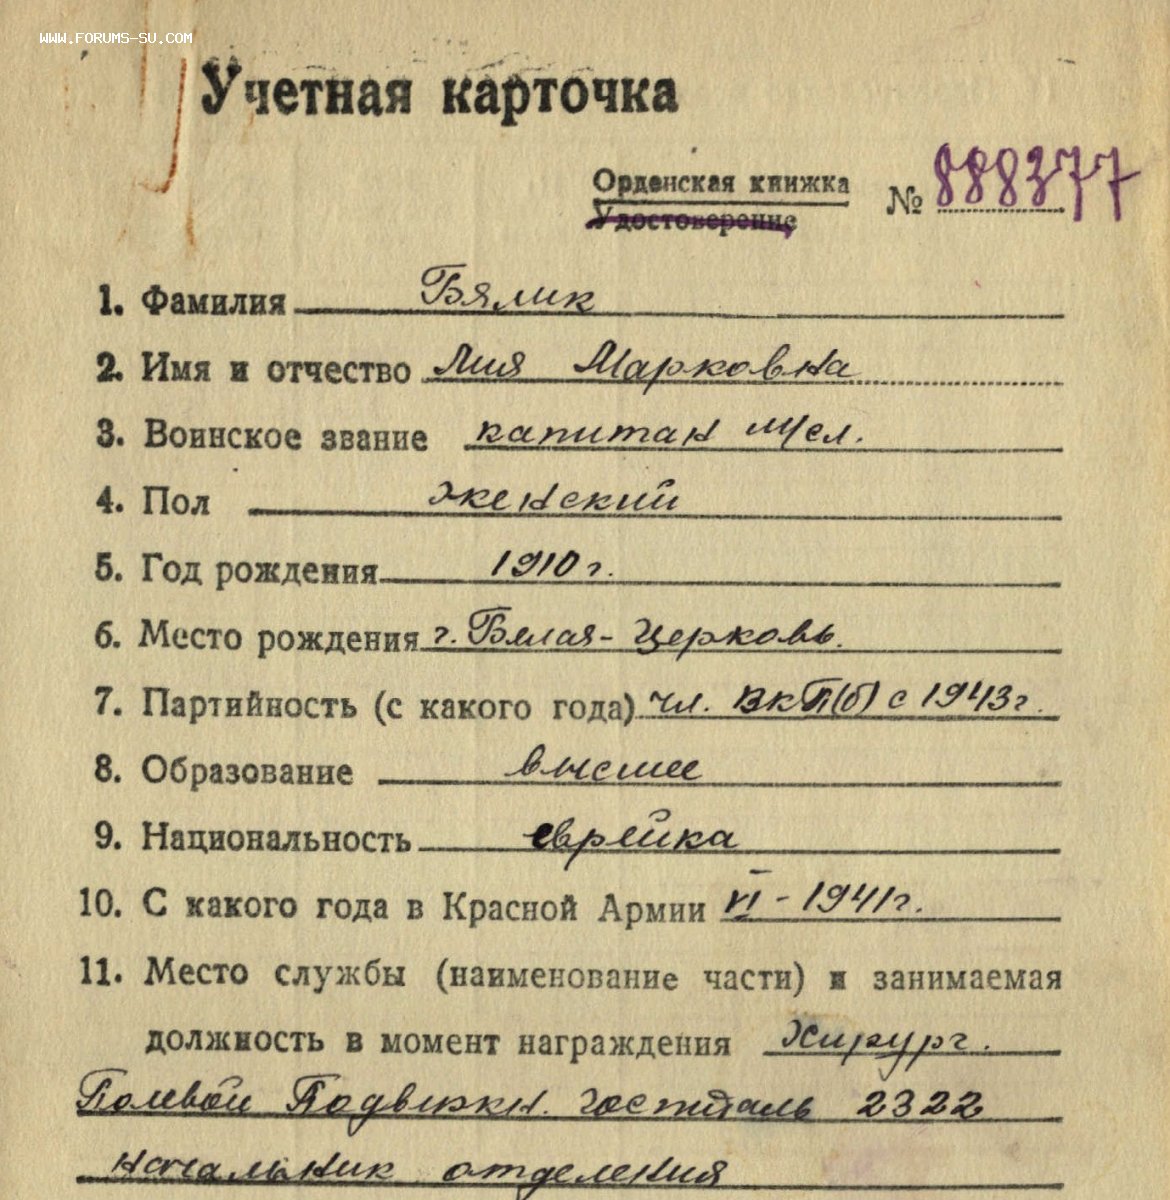 WWW.FORUMS-SU.COM
Учетная карточка
Орденская книжка
Удостоверение
№ 888377
1. Фамилия Бялик
2. Имя и отчество Лия Марковна
3. Воинское звание капитан м/сл.
4. Пол женский
5. Год рождения 1910 г.
6. Место рождения г. Бялая-Церковь.
7. Партийность (с какого года) чл. ВКП(б) с 1943 г.
8. Образование высшее
9. Национальность еврейка
10. С какого года в Красной Армии VI - 1941 г.
11. Место службы (наименование части) и занимаемая
должность в момент награждения Хирург.
Полевой Подвижн. госпиталь 2322
начальник отделения